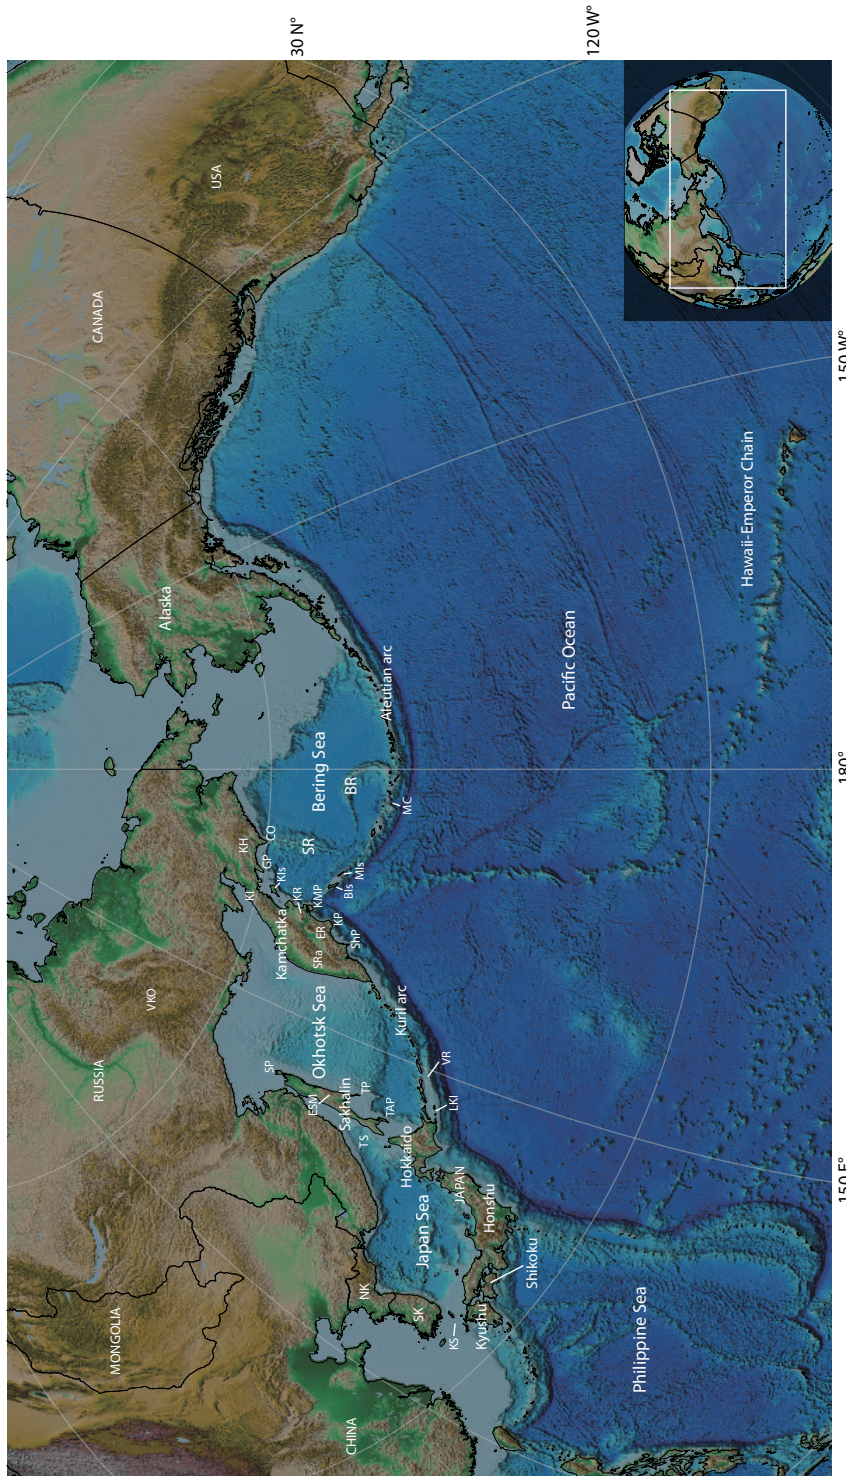 30 N°
120 W°
150 W°
180°
150 E°
USA
CANADA
Alaska
Hawaii-Emperor Chain
Pacific Ocean
Aleutian arc
Bering Sea
BR
MC
SR
CO
KH
GP
KI
KIs
KR
KMP
MIs
BIs
KP
ShP
ER
SRa
Kamchatka
VKO
RUSSIA
Okhotsk Sea
Kuril arc
SP
ESM
Sakhalin
TP
TAP
TS
VR
LKI
Hokkaido
JAPAN
Japan Sea
Honshu
Shikoku
Kyushu
KS
NK
SK
Philippine Sea
MONGOLIA
CHINA